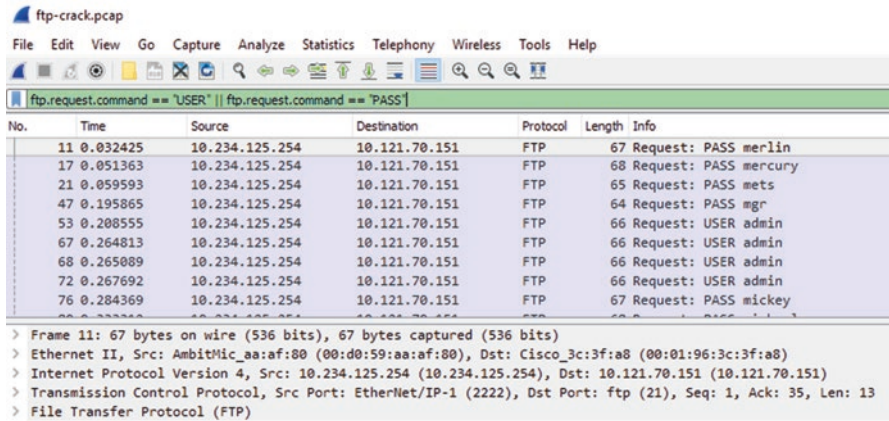 ftp-crack.pcap
File Edit View Go Capture Analyze Statistics Telephony Wireless Tools Help
ftp.request.command == "USER" || ftp.request.command == "PASS"
No. Time Source Destination Protocol Length Info
11 0.032425 10.234.125.254 10.121.70.151 FTP 67 Request: PASS merlin
17 0.051363 10.234.125.254 10.121.70.151 FTP 68 Request: PASS mercury
21 0.059593 10.234.125.254 10.121.70.151 FTP 65 Request: PASS mets
47 0.195865 10.234.125.254 10.121.70.151 FTP 64 Request: PASS mgr
53 0.208555 10.234.125.254 10.121.70.151 FTP 66 Request: USER admin
67 0.264813 10.234.125.254 10.121.70.151 FTP 66 Request: USER admin
68 0.265089 10.234.125.254 10.121.70.151 FTP 66 Request: USER admin
72 0.267692 10.234.125.254 10.121.70.151 FTP 66 Request: USER admin
76 0.284369 10.234.125.254 10.121.70.151 FTP 67 Request: PASS mickey
> Frame 11: 67 bytes on wire (536 bits), 67 bytes captured (536 bits)
> Ethernet II, Src: AmbitMic_aa:af:80 (00:d0:59:aa:af:80), Dst: Cisco_3c:3f:a8 (00:01:96:3c:3f:a8)
> Internet Protocol Version 4, Src: 10.234.125.254 (10.234.125.254), Dst: 10.121.70.151 (10.121.70.151)
> Transmission Control Protocol, Src Port: EtherNet/IP-1 (2222), Dst Port: ftp (21), Seq: 1, Ack: 35, Len: 13
> File Transfer Protocol (FTP)